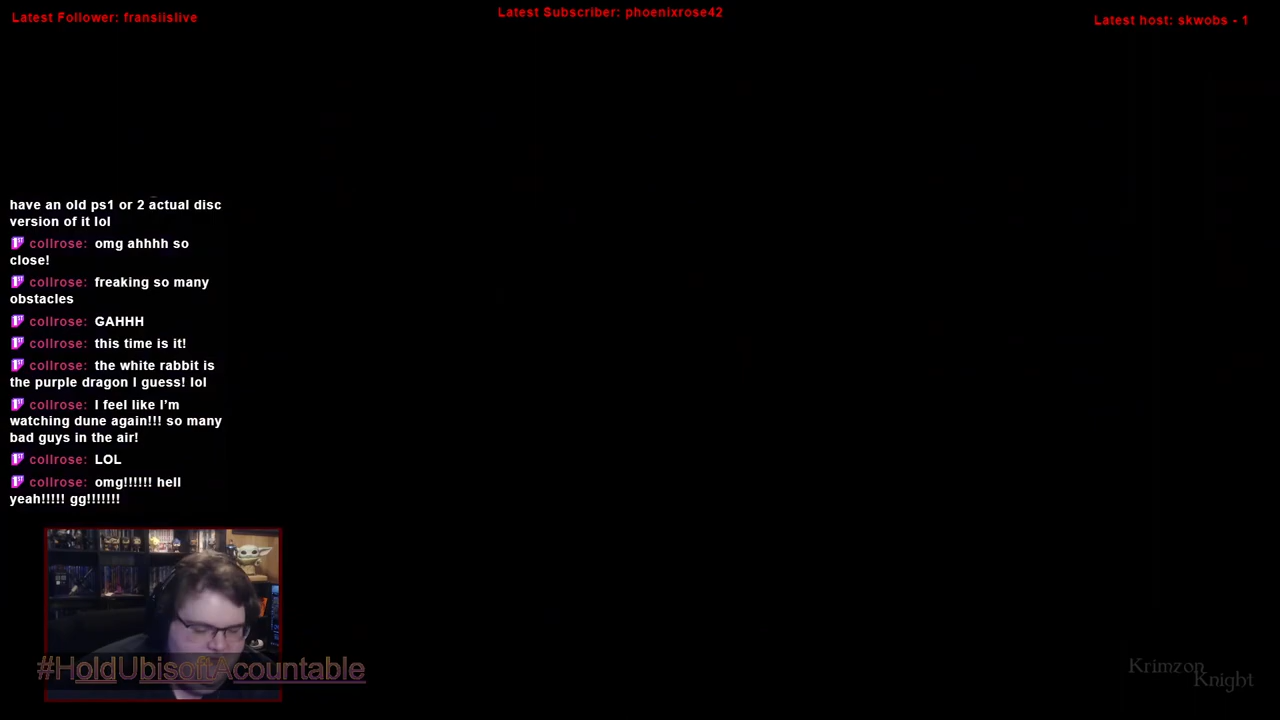 Latest Follower: fransiislive
Latest Subscriber: phoenixrose42
Latest host: skwobs - 1
have an old ps1 or 2 actual disc
version of it lol
collrose: omg ahhhh so
close!
collrose: freaking so many
obstacles
collrose: GAHHH
collrose: this time is it!
collrose: the white rabbit is
the purple dragon I guess! lol
collrose: I feel like I'm
watching dune again!!! so many
bad guys in the air!
collrose: LOL
collrose: omg!!!!!! hell
yeah!!!!! gg!!!!!!!
#HoldUbisoftAcountable
Krimzon
Knight